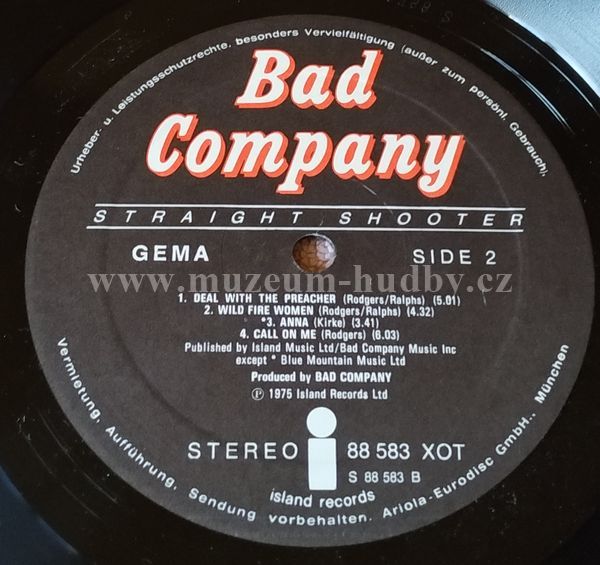 Urheber- u. Leistungsschutzrechte, besonders Vervielfältigung (außer zum persönl. Gebrauch),
Bad
Company
STRAIGHT SHOOTER
GEMA
SIDE 2
www.muzeum-hudby.cz
1. DEAL WITH THE PREACHER (Rodgers/Ralphs) (5.01)
2. WILD FIRE WOMEN (Rodgers/Ralphs) (4.32)
*3. ANNA (Kirke) (3.41)
4. CALL ON ME (Rodgers) (6.03)
Published by Island Music Ltd/Bad Company Music Inc
except * Blue Mountain Music Ltd
Produced by BAD COMPANY
Ⓟ 1975 Island Records Ltd
STEREO
88 583 XOT
S 88 583 B
island records
Vermietung, Aufführung, Sendung vorbehalten. Ariola-Eurodisc GmbH., München